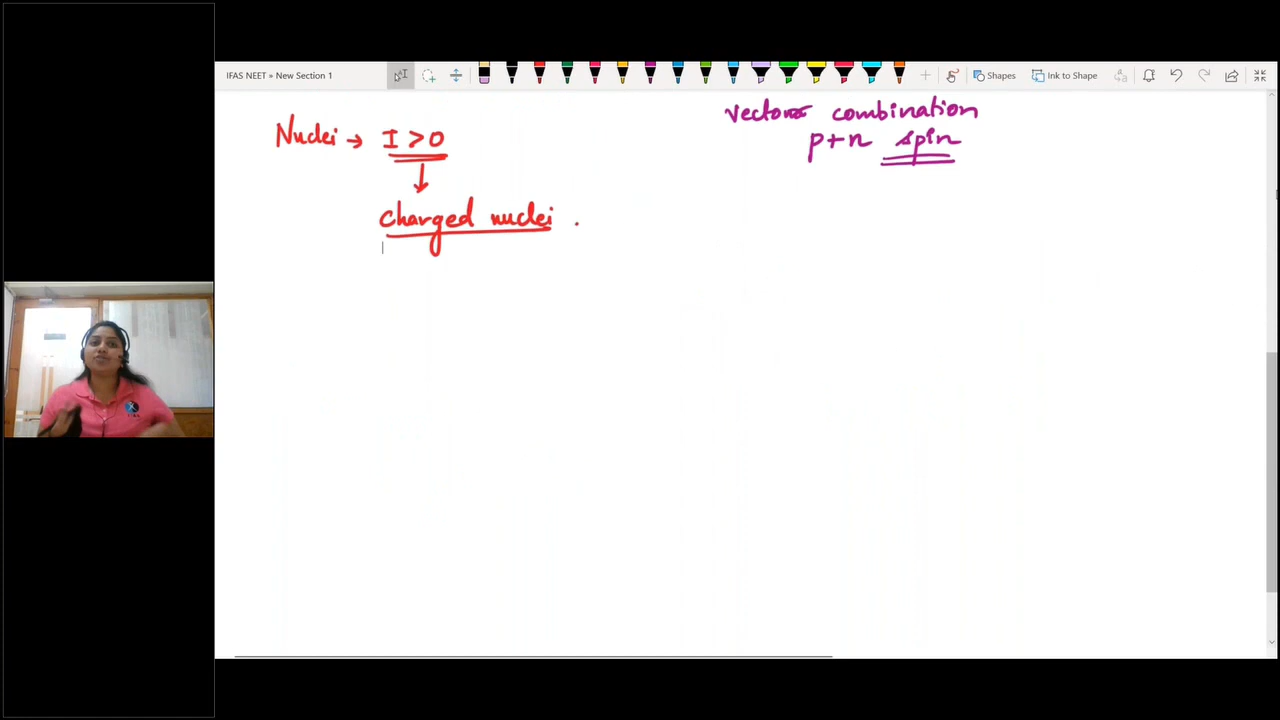 IFAS NEET » New Section 1
Shapes
Ink to Shape
vector combination
p+n spin
Nuclei → I > 0
Charged nuclei .